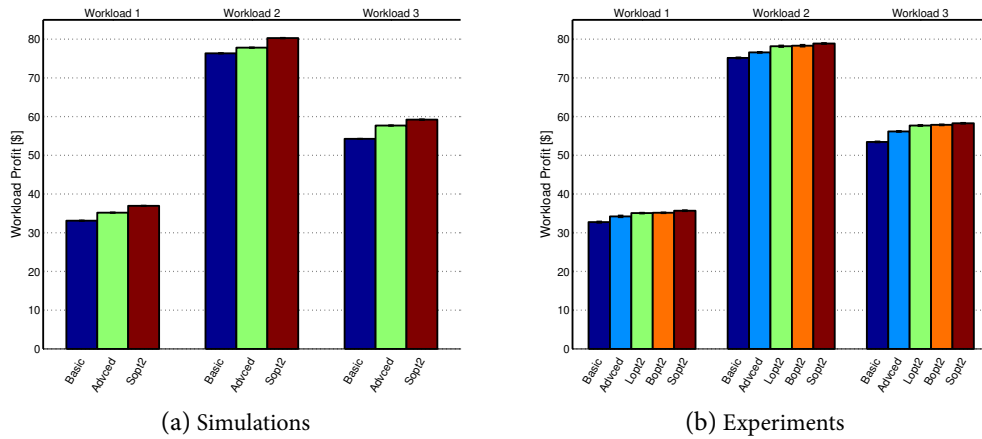 Workload 1 Workload 2 Workload 3
80
70
60
50
40
30
20
10
0
Workload Profit [$]
Basic Advced Sopt2 Basic Advced Sopt2 Basic Advced Sopt2
(a) Simulations
Workload 1 Workload 2 Workload 3
80
70
60
50
40
30
20
10
0
Workload Profit [$]
Basic Advced Lopt2 Bopt2 Sopt2 Basic Advced Lopt2 Bopt2 Sopt2 Basic Advced Lopt2 Bopt2 Sopt2
(b) Experiments